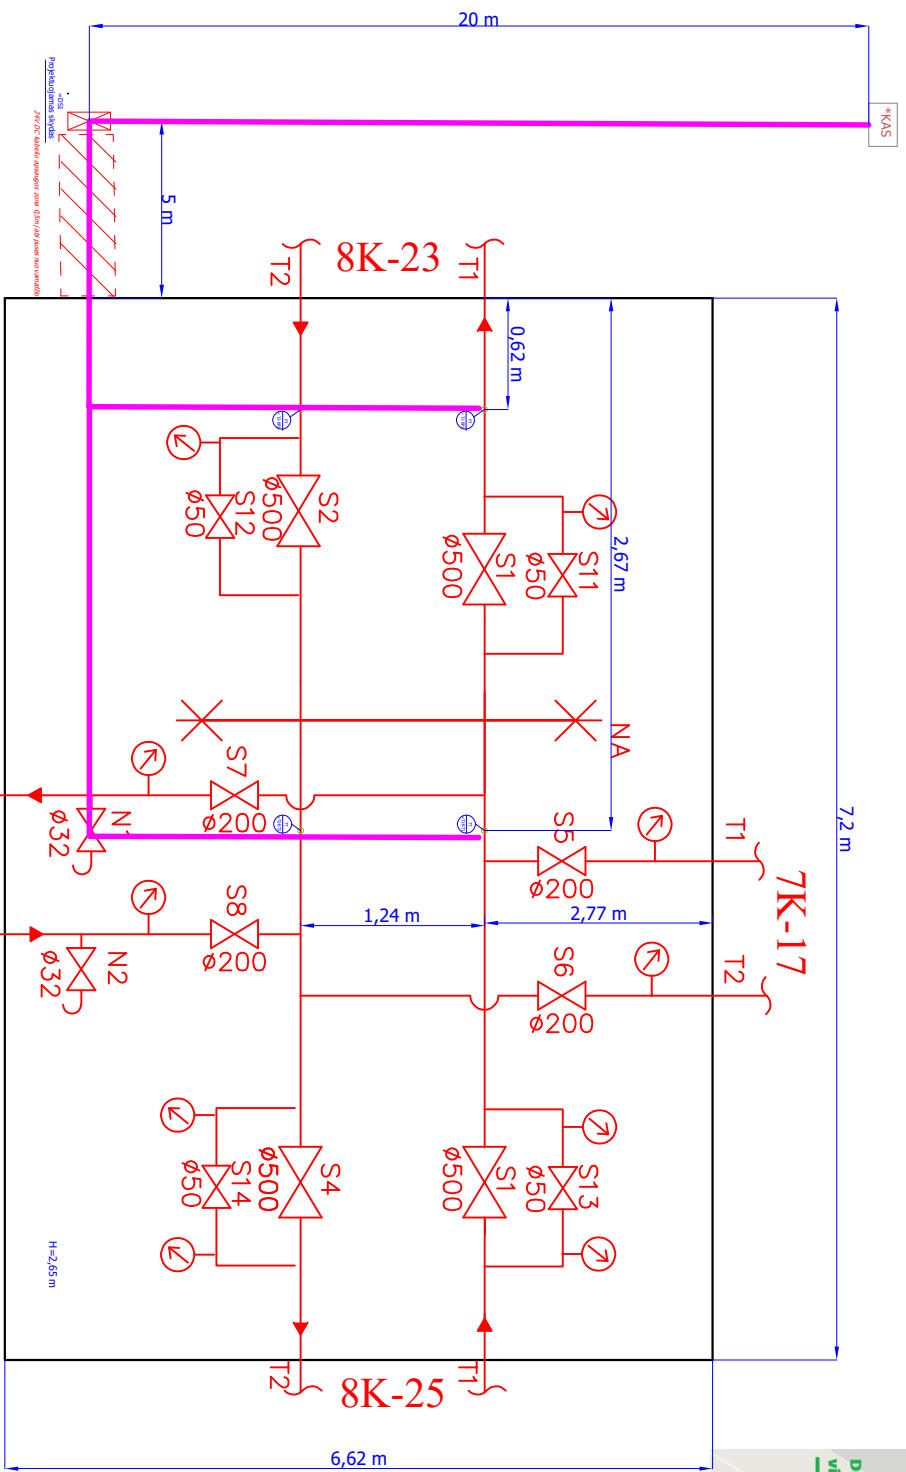 20 m
*KAS
=DS1
Projektuojamas skydas
5 m
8K-23
T2
T1
0,62 m
2,67 m
S2
ø500
S12
ø50
S1
ø500
S11
ø50
NA
7,2 m
S7
ø200
ø32
S5
ø200
T1
7K-17
T2
S8
ø200
N2
ø32
1,24 m
2,77 m
S6
ø200
S4
ø500
S14
ø50
S1
ø500
S13
ø50
H=2,65 m
T2
T1
8K-25
6,62 m